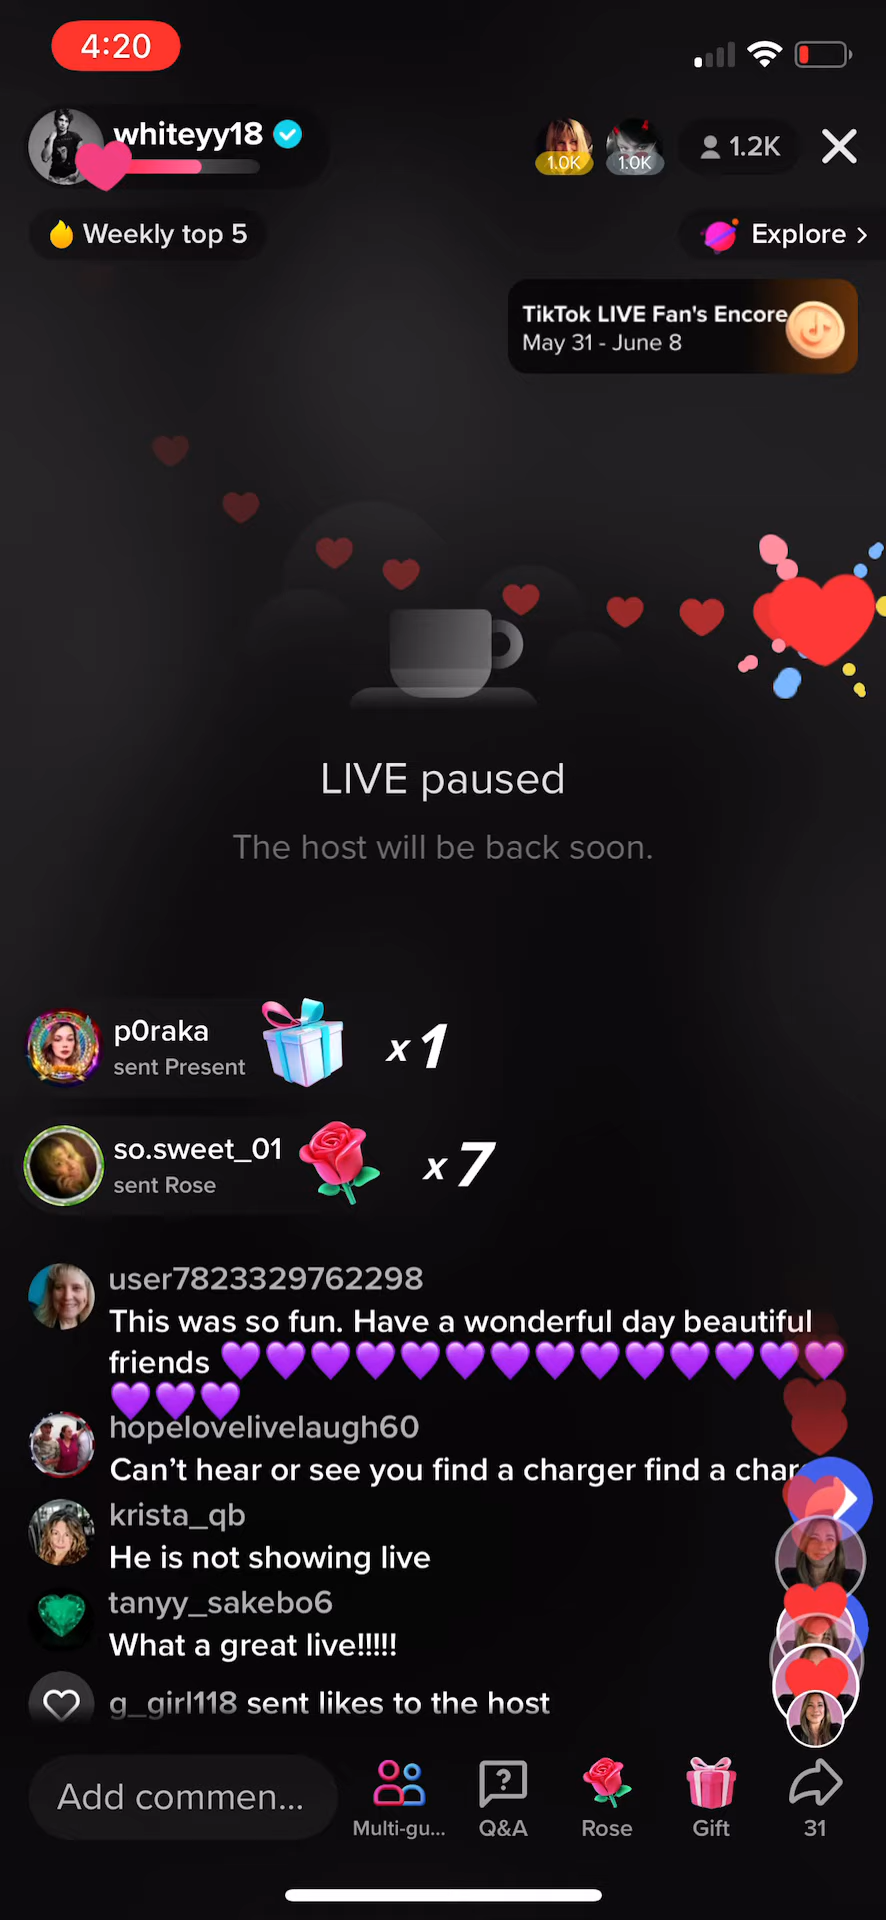 4:20
whiteyy18
1.0K
1.0K
1.2K
Weekly top 5
Explore >
TikTok LIVE Fan's Encore
May 31 - June 8
LIVE paused
The host will be back soon.
p0raka
sent Present
x1
so.sweet_01
sent Rose
x7
user7823329762298
This was so fun. Have a wonderful day beautiful
friends 💜💜💜💜💜💜💜💜💜💜💜💜💜💜
💜💜💜
hopelovelivelaugh60
Can't hear or see you find a charger find a char
krista_qb
He is not showing live
tanyy_sakebo6
What a great live!!!!!
g_girl118 sent likes to the host
Add commen...
Multi-gu...
Q&A
Rose
Gift
31